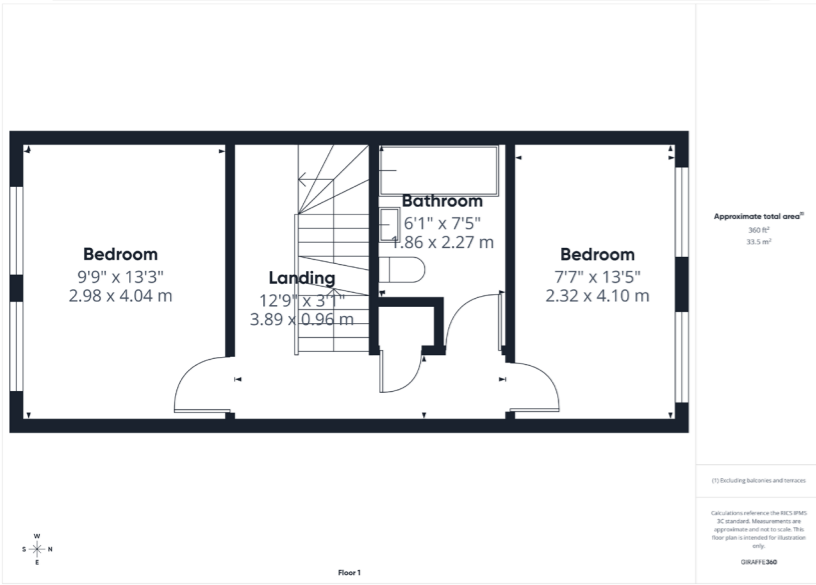 Bedroom
9'9" x 13'3"
2.98 x 4.04 m
Landing
12'9" x 3'1"
3.89 x 0.96 m
Bathroom
6'1" x 7'5"
1.86 x 2.27 m
Bedroom
7'7" x 13'5"
2.32 x 4.10 m
Approximate total area(1)
360 ft²
33.5 m²
(1) Excluding balconies and terraces
Calculations reference the RICS IPMS
3C standard. Measurements are
approximate and not to scale. This
floor plan is intended for illustration
only.
GIRAFFE360
W
S N
E
Floor 1